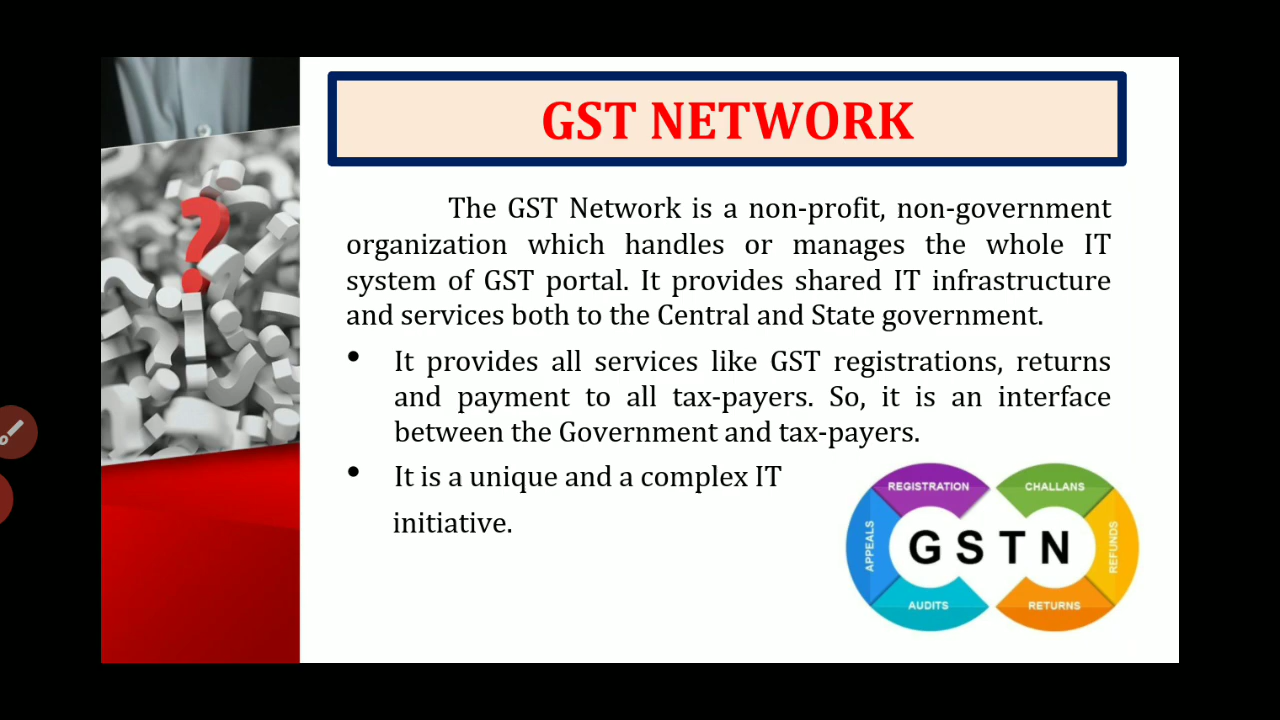 GST NETWORK
The GST Network is a non-profit, non-government
organization which handles or manages the whole IT
system of GST portal. It provides shared IT infrastructure
and services both to the Central and State government.
• It provides all services like GST registrations, returns
and payment to all tax-payers. So, it is an interface
between the Government and tax-payers.
• It is a unique and a complex IT
initiative.
REGISTRATION
CHALLANS
APPEALS
GSTN
REFUNDS
AUDITS
RETURNS